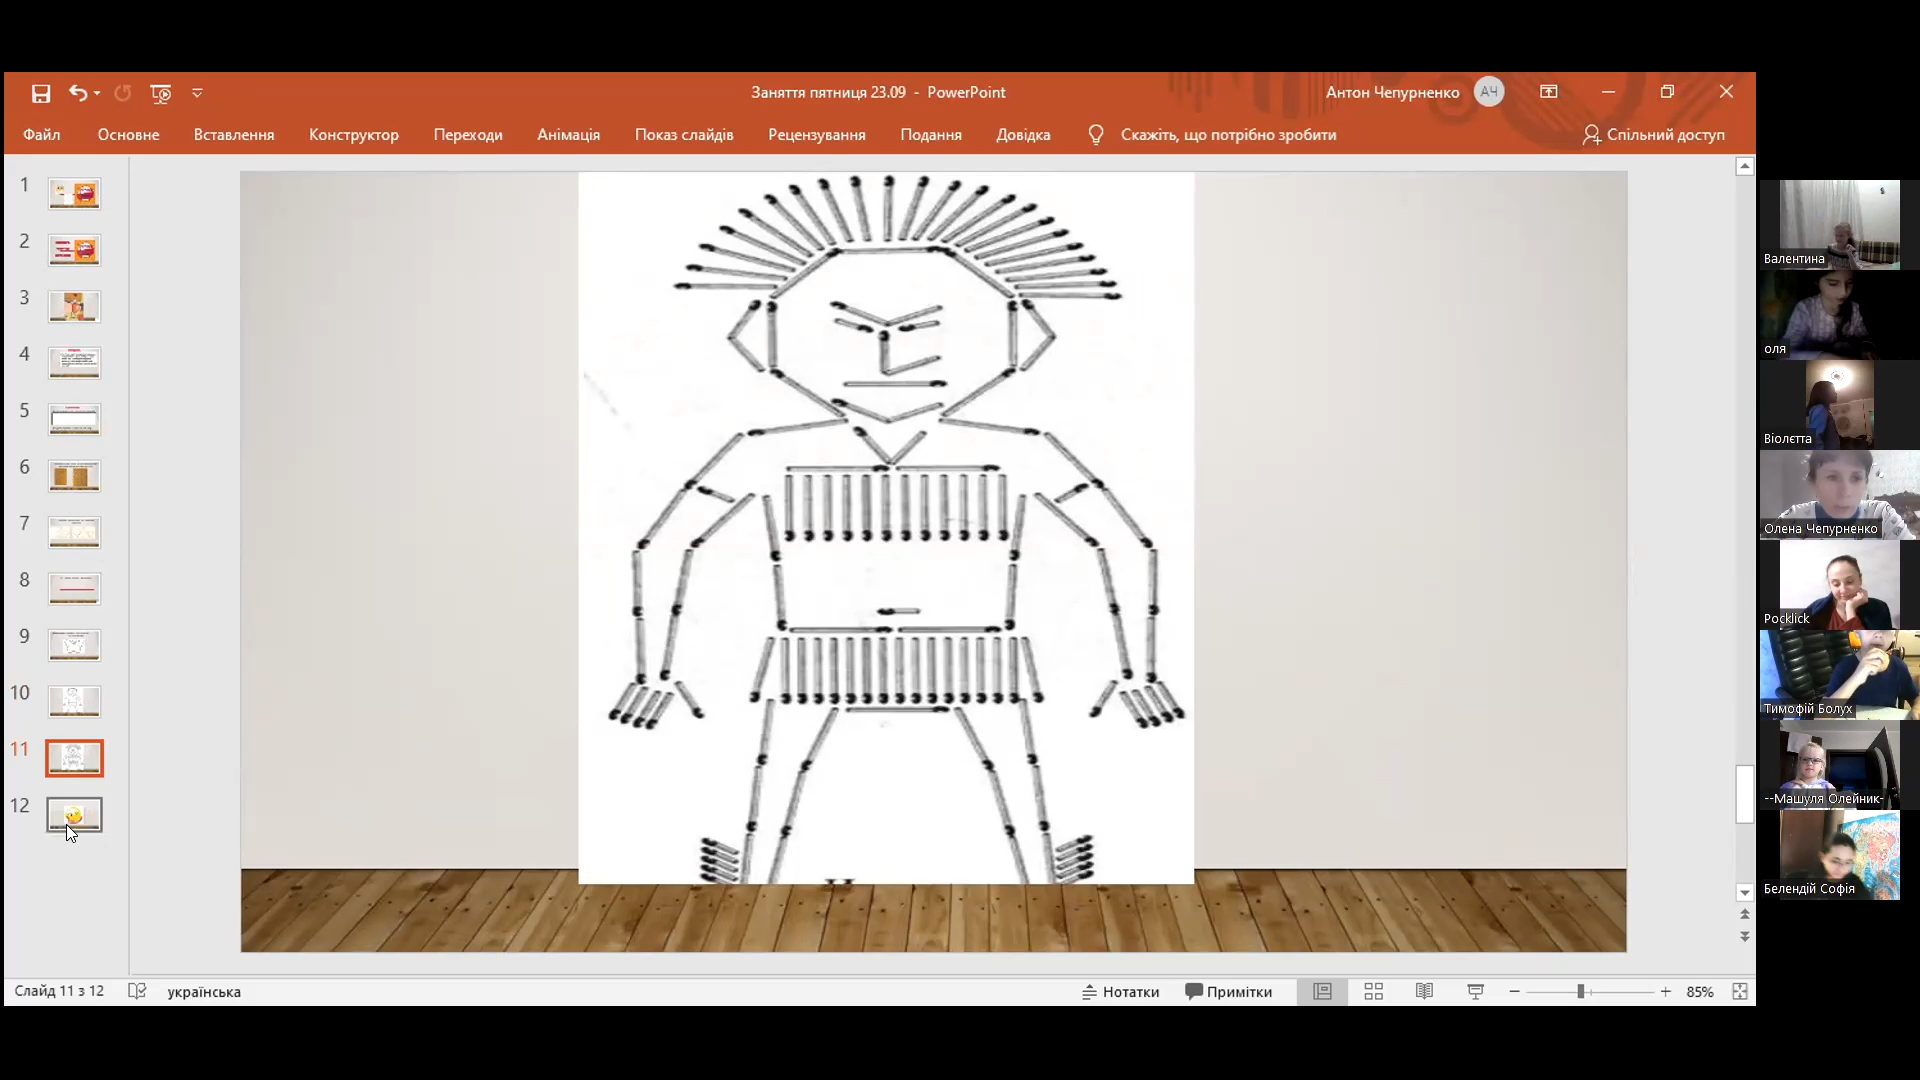 Заняття пятниця 23.09 - PowerPoint
Антон Чепурненко
АЧ
Файл
Основне
Вставлення
Конструктор
Переходи
Анімація
Показ слайдів
Рецензування
Подання
Довідка
Скажіть, що потрібно зробити
Спільний доступ
1
2
3
4
5
6
7
8
9
10
11
12
Валентина
оля
Віолєтта
Олена Чепурненко
Pocklick
Тимофій Болух
--Машуля Олейник-
Белендій Софія
Слайд 11 з 12
українська
Нотатки
Примітки
85%